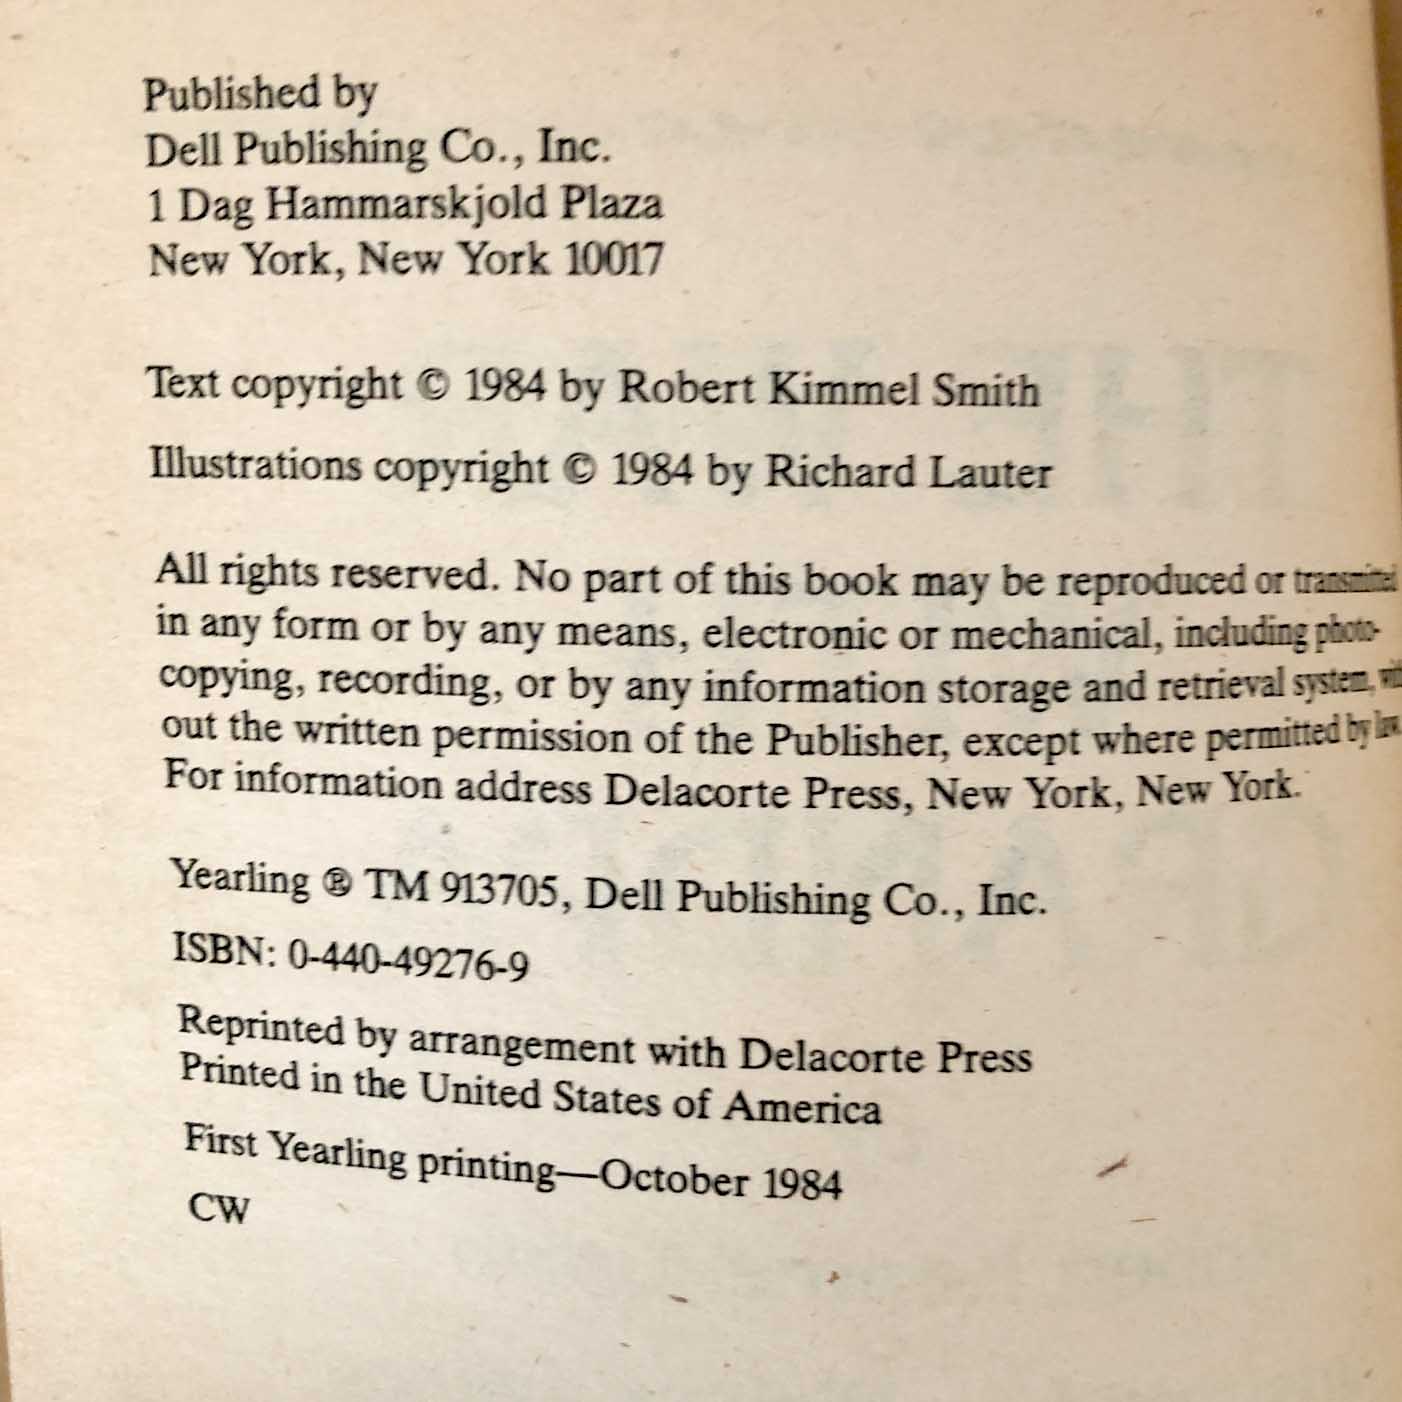 Published by
Dell Publishing Co., Inc.
1 Dag Hammarskjold Plaza
New York, New York 10017
Text copyright © 1984 by Robert Kimmel Smith
Illustrations copyright © 1984 by Richard Lauter
All rights reserved. No part of this book may be reproduced or transmitted
in any form or by any means, electronic or mechanical, including photo-
copying, recording, or by any information storage and retrieval system, with
out the written permission of the Publisher, except where permitted by law.
For information address Delacorte Press, New York, New York.
Yearling ® TM 913705, Dell Publishing Co., Inc.
ISBN: 0-440-49276-9
Reprinted by arrangement with Delacorte Press
Printed in the United States of America
First Yearling printing—October 1984
CW